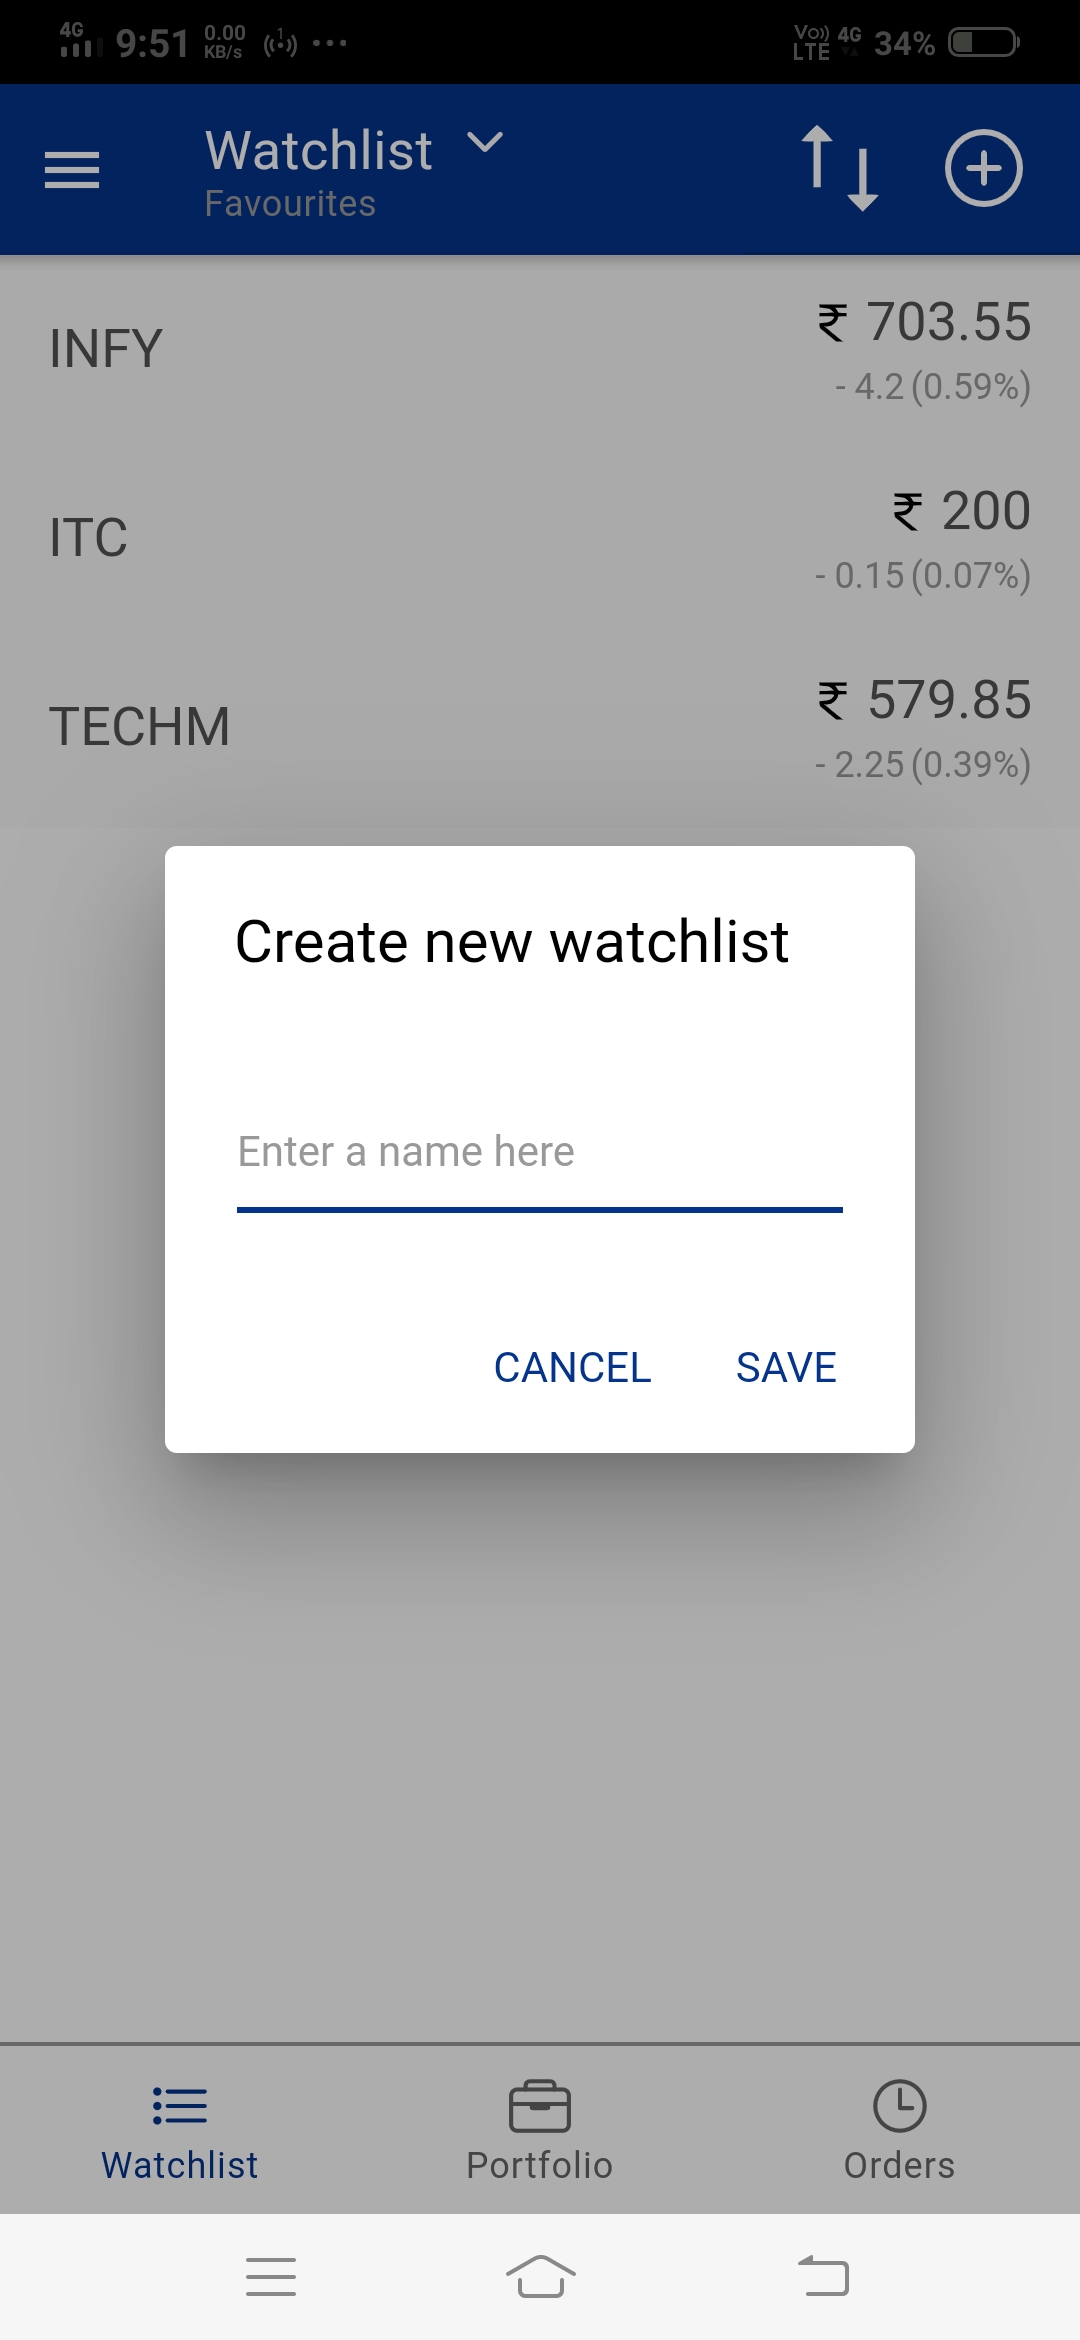 4G 9:51 0.00 KB/s 1 ... Vo)) LTE 4G 34%
Watchlist
Favourites
INFY
₹ 703.55
- 4.2 (0.59%)
ITC
₹ 200
- 0.15 (0.07%)
TECHM
₹ 579.85
- 2.25 (0.39%)
Create new watchlist
Enter a name here
CANCEL SAVE
Watchlist Portfolio Orders